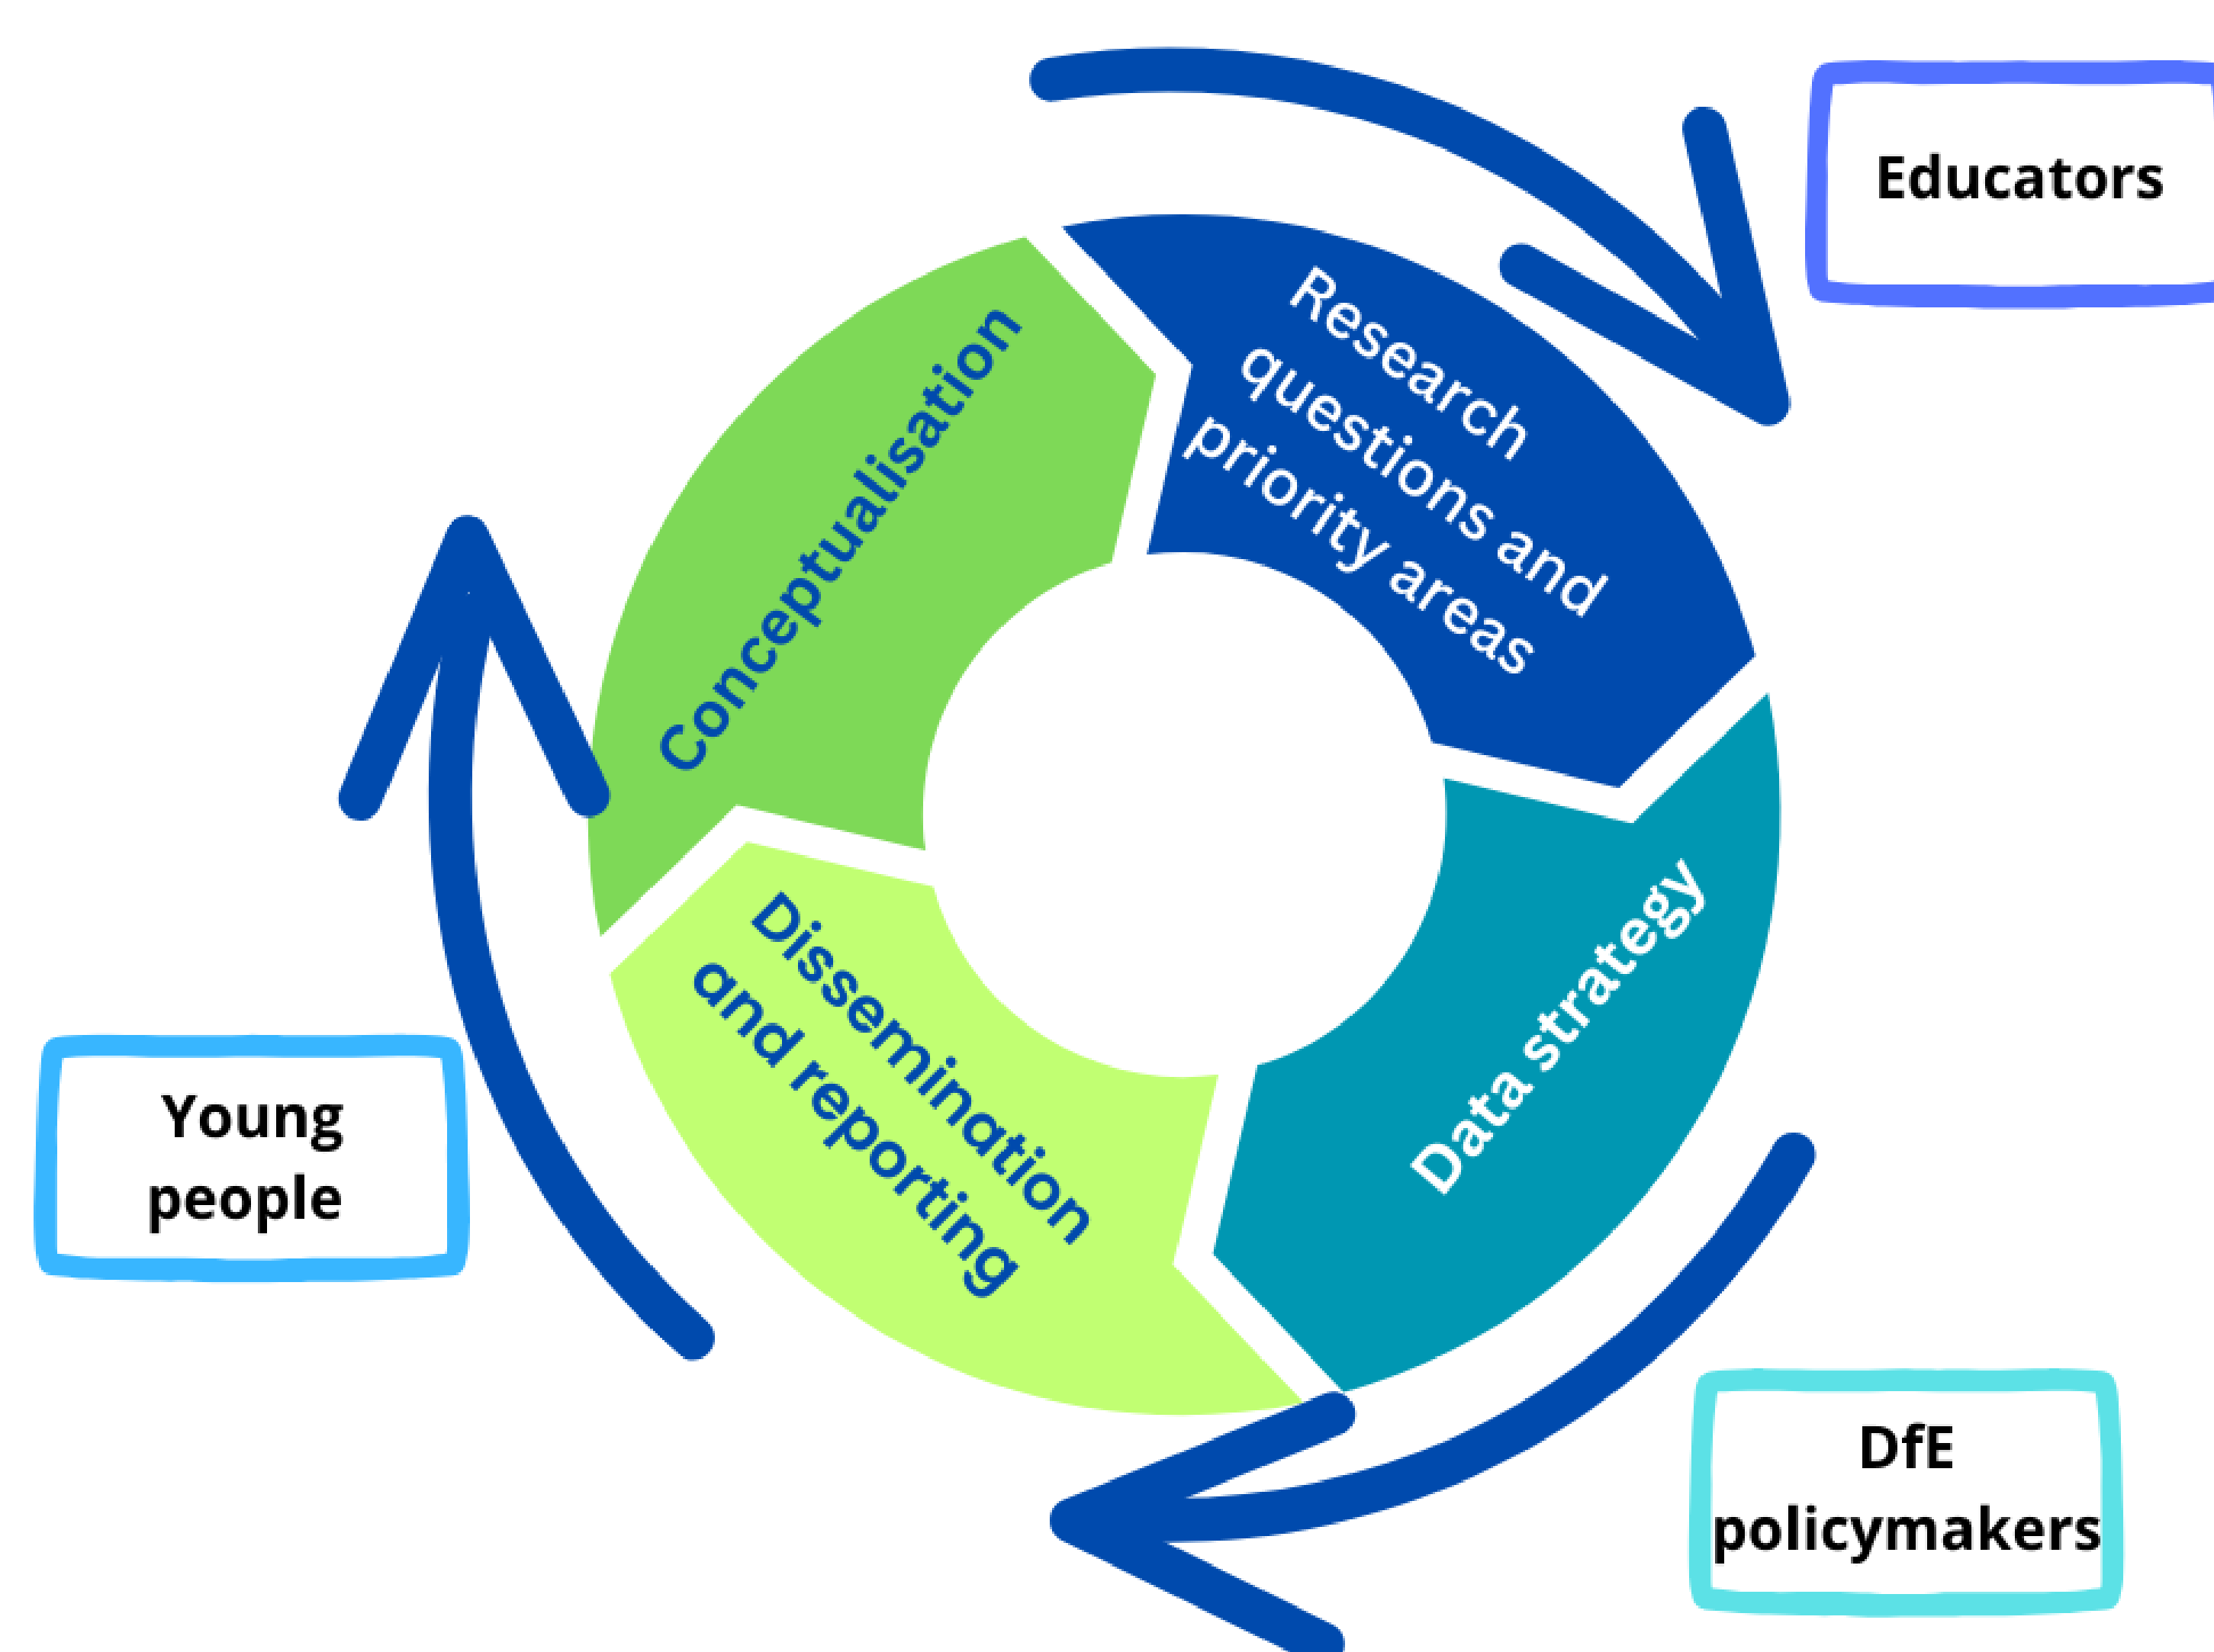 Educators
Research
questions and
priority areas
Conceptualisation
Data strategy
Dissemination
and reporting
Young
people
DfE
policymakers